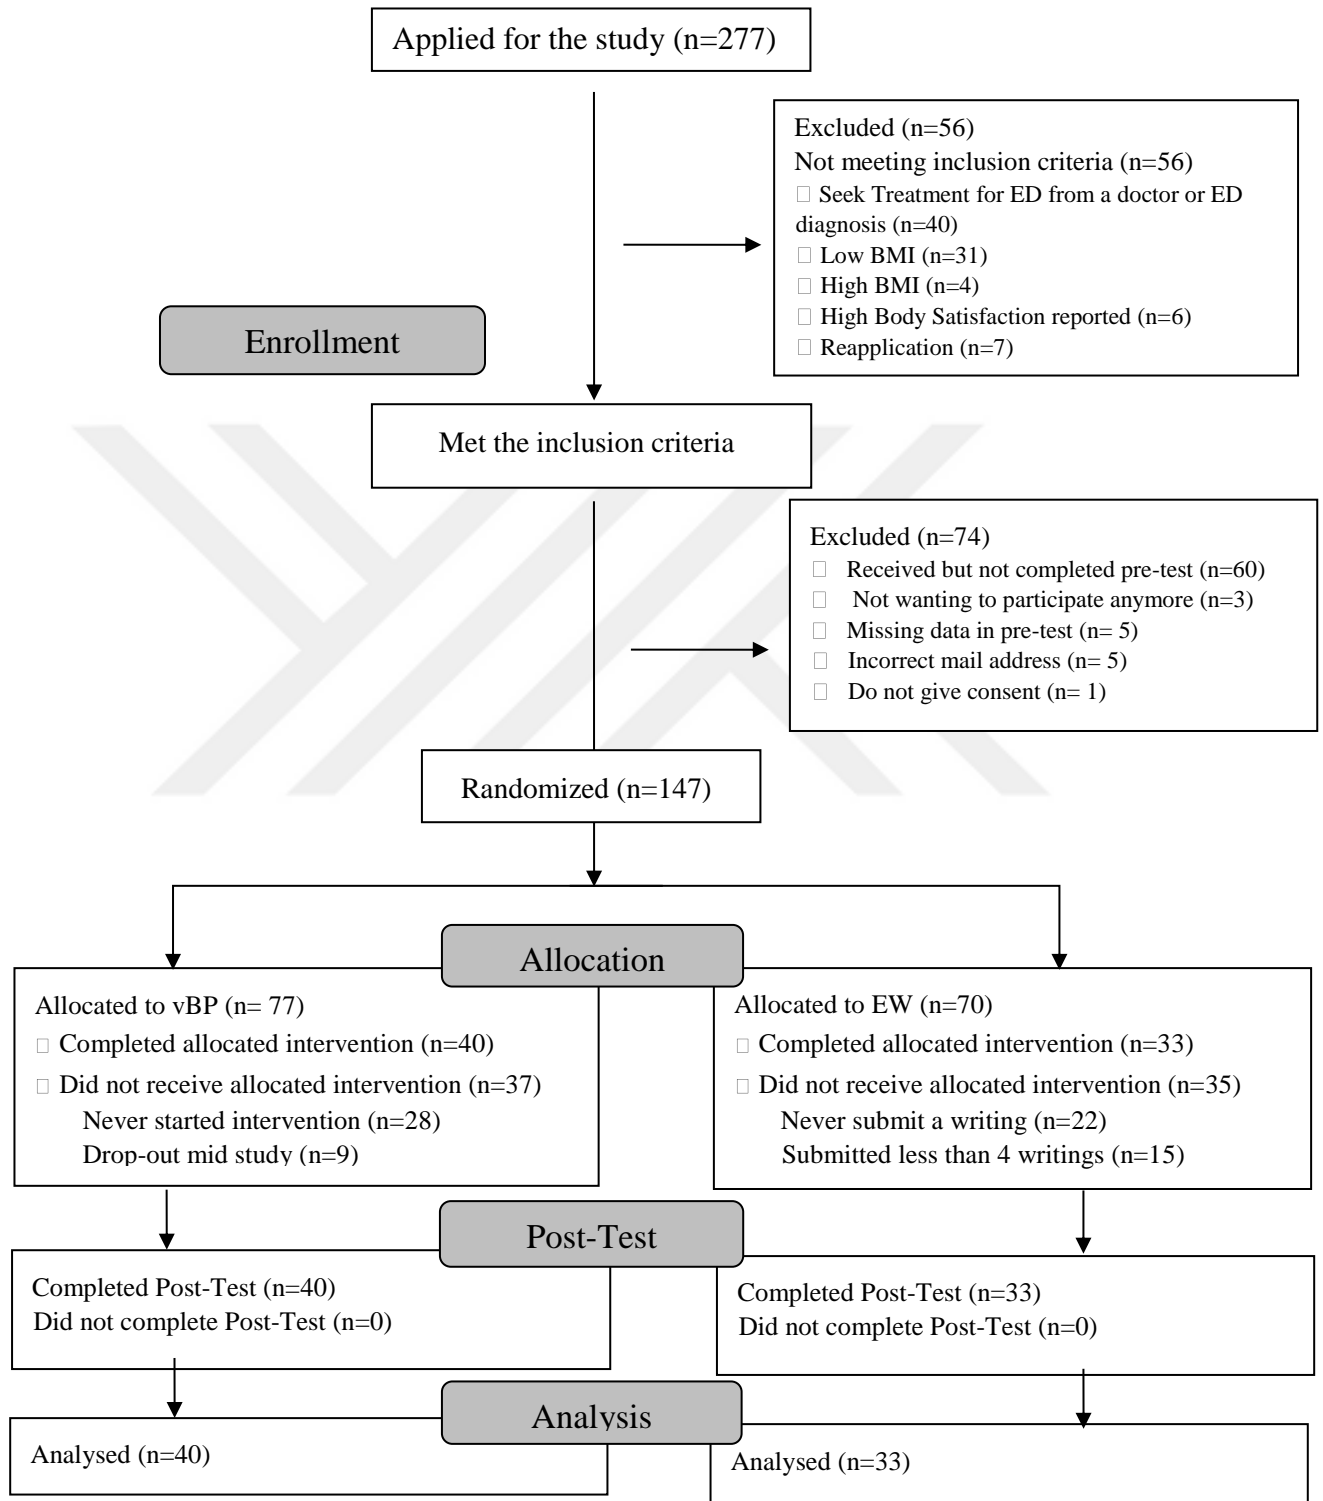 Applied for the study (n=277)
Excluded (n=56)
Not meeting inclusion criteria (n=56)
Seek Treatment for ED from a doctor or ED
diagnosis (n=40)
Low BMI (n=31)
High BMI (n=4)
High Body Satisfaction reported (n=6)
Reapplication (n=7)
Enrollment
Met the inclusion criteria
Excluded (n=74)
Received but not completed pre-test (n=60)
Not wanting to participate anymore (n=3)
Missing data in pre-test (n= 5)
Incorrect mail address (n= 5)
Do not give consent (n= 1)
Randomized (n=147)
Allocation
Allocated to vBP (n= 77)
Completed allocated intervention (n=40)
Did not receive allocated intervention (n=37)
Never started intervention (n=28)
Drop-out mid study (n=9)
Allocated to EW (n=70)
Completed allocated intervention (n=33)
Did not receive allocated intervention (n=35)
Never submit a writing (n=22)
Submitted less than 4 writings (n=15)
Post-Test
Completed Post-Test (n=40)
Did not complete Post-Test (n=0)
Completed Post-Test (n=33)
Did not complete Post-Test (n=0)
Analysis
Analysed (n=40)
Analysed (n=33)